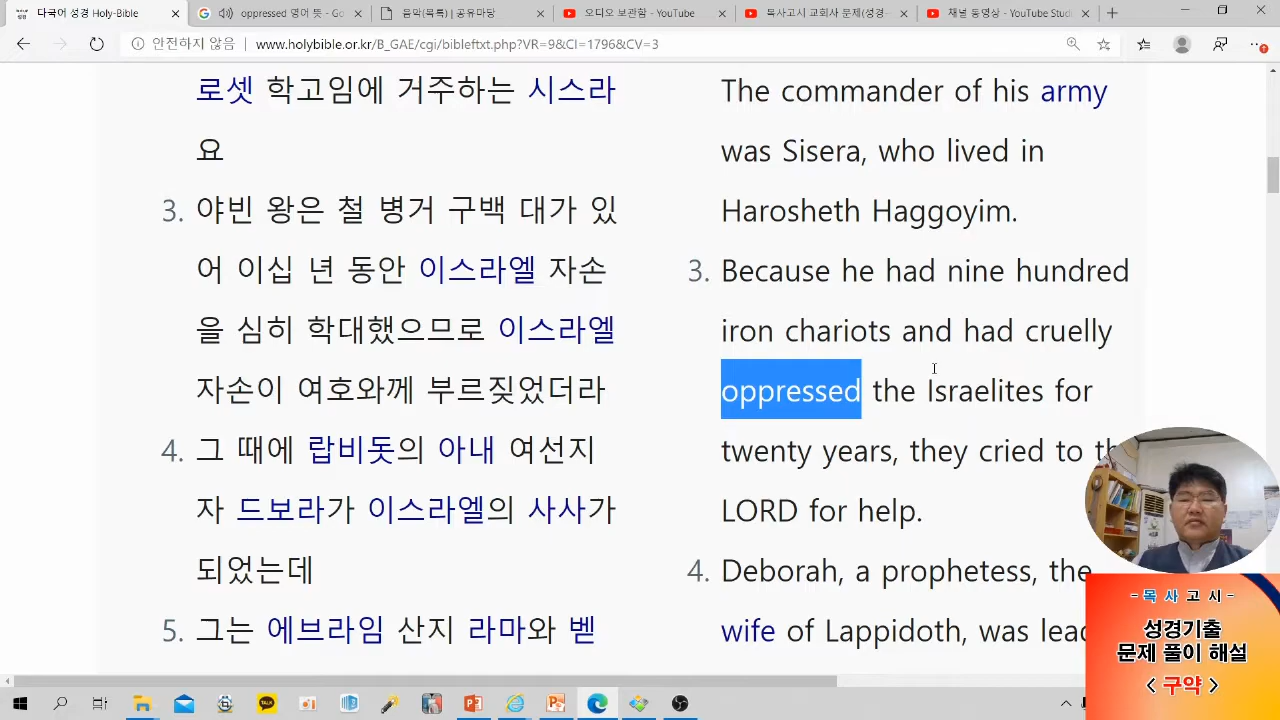 다국어 성경 Holy-Bible
oppressed 영어 뜻 - Go
음악(목록) | 공유마당
오디오 보관함 - YouTube
목사고시 교회사 문제(성경-
채널 동영상 - YouTube Stud
안전하지 않음
www.holybible.or.kr/B_GAE/cgi/bibleftxt.php?VR=9&CI=1796&CV=3
로셋 학고임에 거주하는 시스라
요
3. 야빈 왕은 철 병거 구백 대가 있
어 이십 년 동안 이스라엘 자손
을 심히 학대했으므로 이스라엘
자손이 여호와께 부르짖었더라
4. 그 때에 랍비돗의 아내 여선지
자 드보라가 이스라엘의 사사가
되었는데
5. 그는 에브라임 산지 라마와 벧
The commander of his army
was Sisera, who lived in
Harosheth Haggoyim.
3. Because he had nine hundred
iron chariots and had cruelly
oppressed the Israelites for
twenty years, they cried to th
LORD for help.
4. Deborah, a prophetess, the
wife of Lappidoth, was lead
- 목 사 고 시 -
성경기출
문제 풀이 해설
< 구약 >